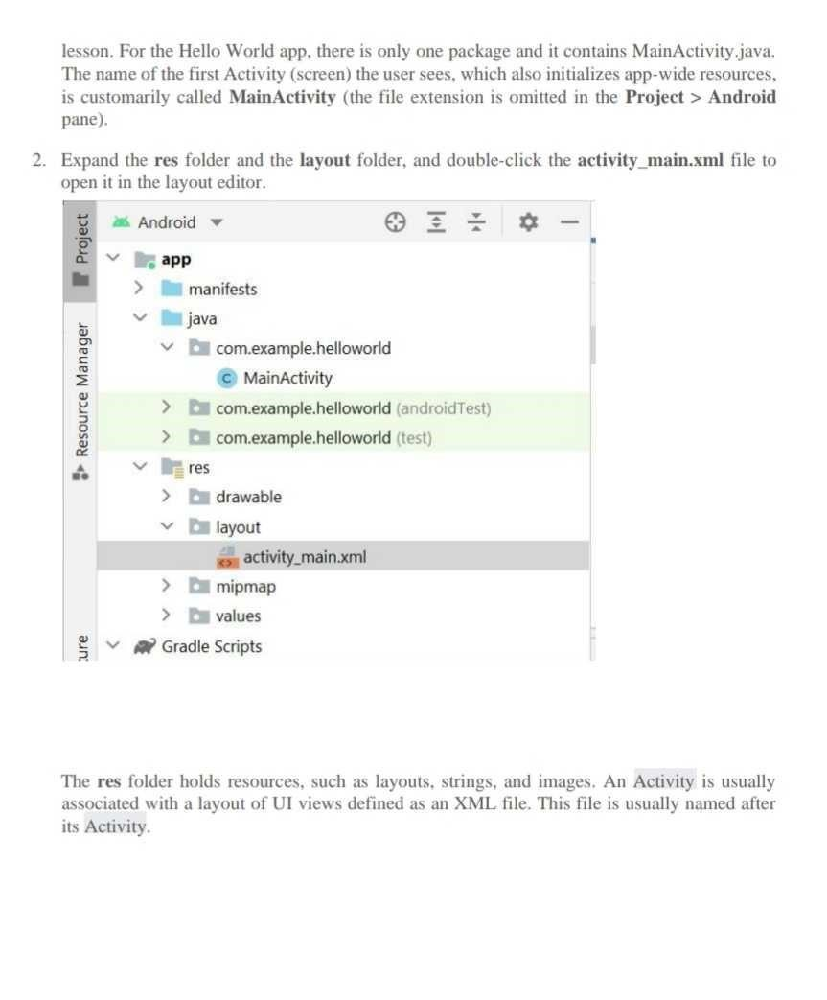 lesson. For the Hello World app, there is only one package and it contains MainActivity.java.
The name of the first Activity (screen) the user sees, which also initializes app-wide resources,
is customarily called MainActivity (the file extension is omitted in the Project > Android
pane).
2. Expand the res folder and the layout folder, and double-click the activity_main.xml file to
open it in the layout editor.
Project
Resource Manager
Android
app
manifests
java
com.example.helloworld
C MainActivity
com.example.helloworld (androidTest)
com.example.helloworld (test)
res
drawable
layout
<> activity_main.xml
mipmap
values
ure
Gradle Scripts
The res folder holds resources, such as layouts, strings, and images. An Activity is usually
associated with a layout of UI views defined as an XML file. This file is usually named after
its Activity.